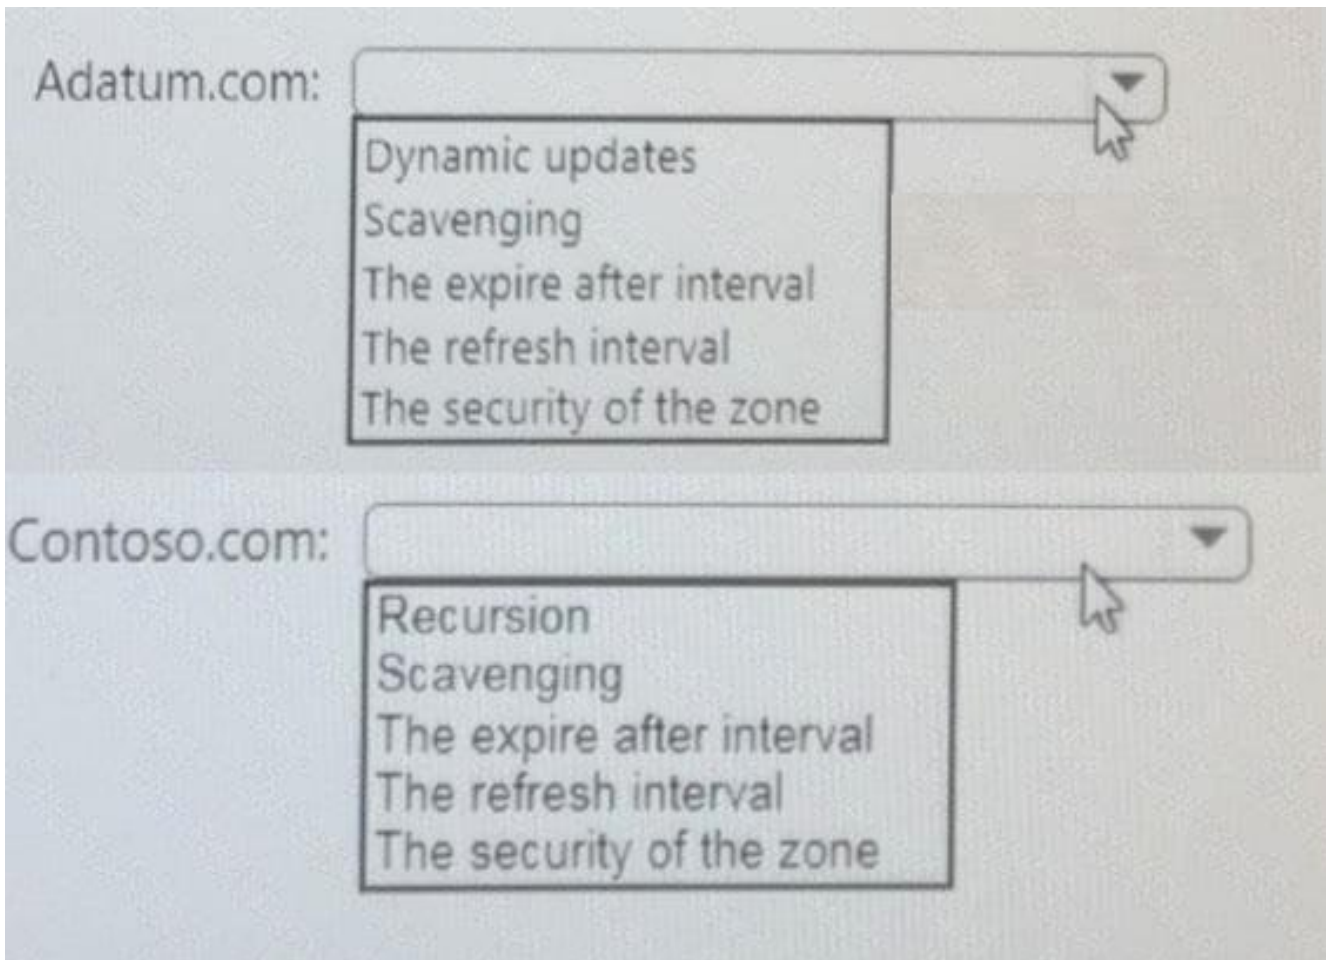 Adatum.com:
Dynamic updates
Scavenging
The expire after interval
The refresh interval
The security of the zone
Contoso.com:
Recursion
Scavenging
The expire after interval
The refresh interval
The security of the zone